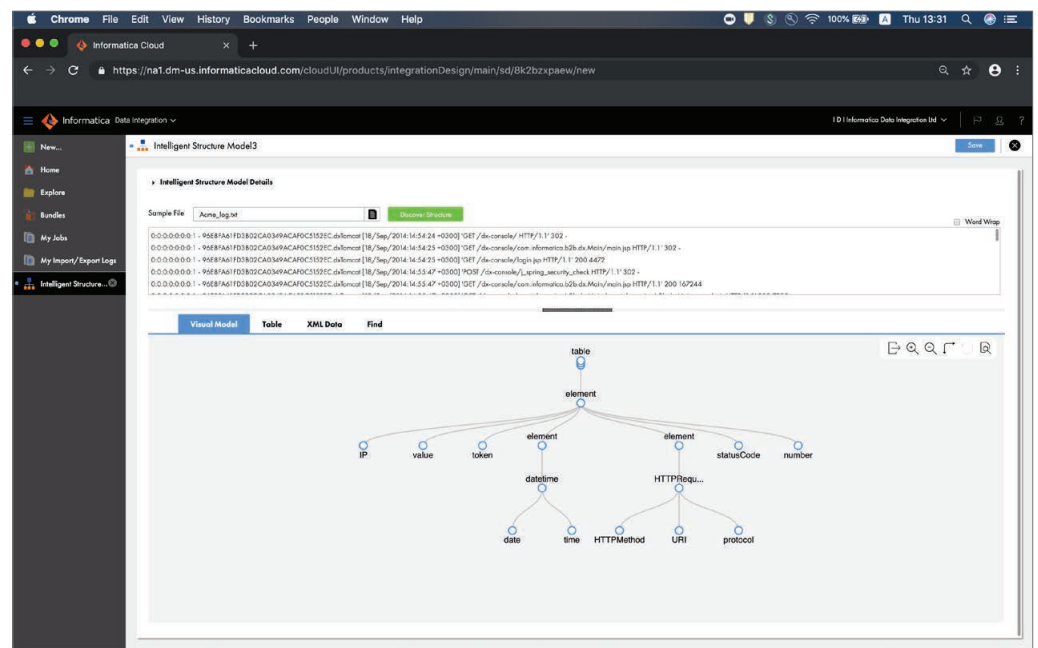 Chrome File Edit View History Bookmarks People Window Help 100% A Thu 13:31
Informatica Cloud × +
https://na1.dm-us.informaticacloud.com/cloudUI/products/integrationDesign/main/sd/8k2bzxpaew/new
Informatica Data Integration I D I Informatica Data Integration Ltd ?
New... Intelligent Structure Model3 Save
Home
Intelligent Structure Model Details
Explore
Bundles
Sample File Acme_log.txt Discover Structure Word Wrap
My Jobs
0:0:0:0:0:0:0:1 - 96E8FA61FD3B02CA0349ACAF0C5152EC.dxTomcat [18/Sep/2014:14:54:24 +0300] "GET /dx-console/ HTTP/1.1" 302 -
0:0:0:0:0:0:0:1 - 96E8FA61FD3B02CA0349ACAF0C5152EC.dxTomcat [18/Sep/2014:14:54:25 +0300] "GET /dx-console/com.informatica.b2b.dx.Main/main.jsp HTTP/1.1" 302 -
My Import/Export Logs
0:0:0:0:0:0:0:1 - 96E8FA61FD3B02CA0349ACAF0C5152EC.dxTomcat [18/Sep/2014:14:54:25 +0300] "GET /dx-console/login.jsp HTTP/1.1" 200 4472
0:0:0:0:0:0:0:1 - 96E8FA61FD3B02CA0349ACAF0C5152EC.dxTomcat [18/Sep/2014:14:55:47 +0300] "POST /dx-console/j_spring_security_check HTTP/1.1" 302 -
Intelligent Structure...
0:0:0:0:0:0:0:1 - 96E8FA61FD3B02CA0349ACAF0C5152EC.dxTomcat [18/Sep/2014:14:55:47 +0300] "GET /dx-console/com.informatica.b2b.dx.Main/main.jsp HTTP/1.1" 200 167244
Visual Model Table XML Data Find
table
element
element element
IP value token statusCode number
datetime HTTPRequ...
date time HTTPMethod URI protocol